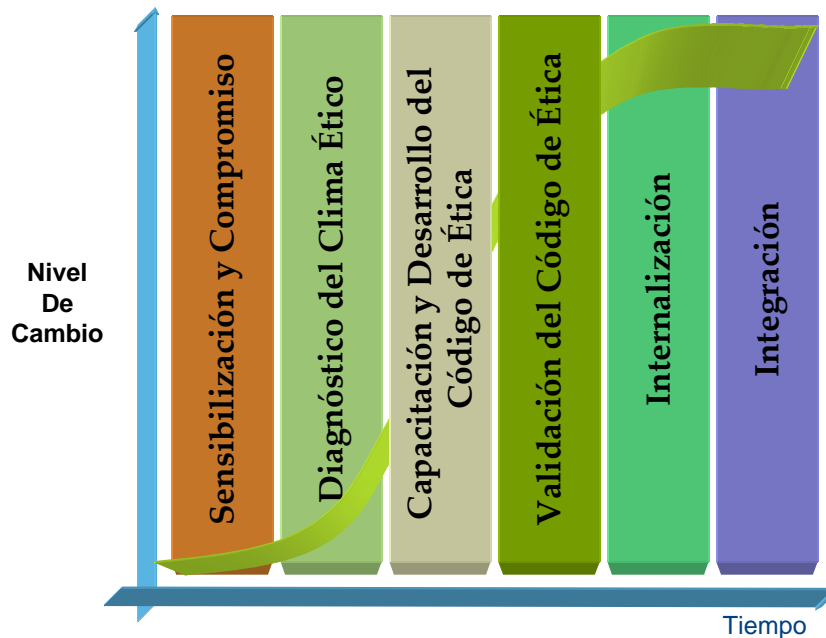 Nivel
De
Cambio
Sensibilización y Compromiso
Diagnóstico del Clima Ético
Capacitación y Desarrollo del
Código de Ética
Validación del Código de Ética
Internalización
Integración
Tiempo